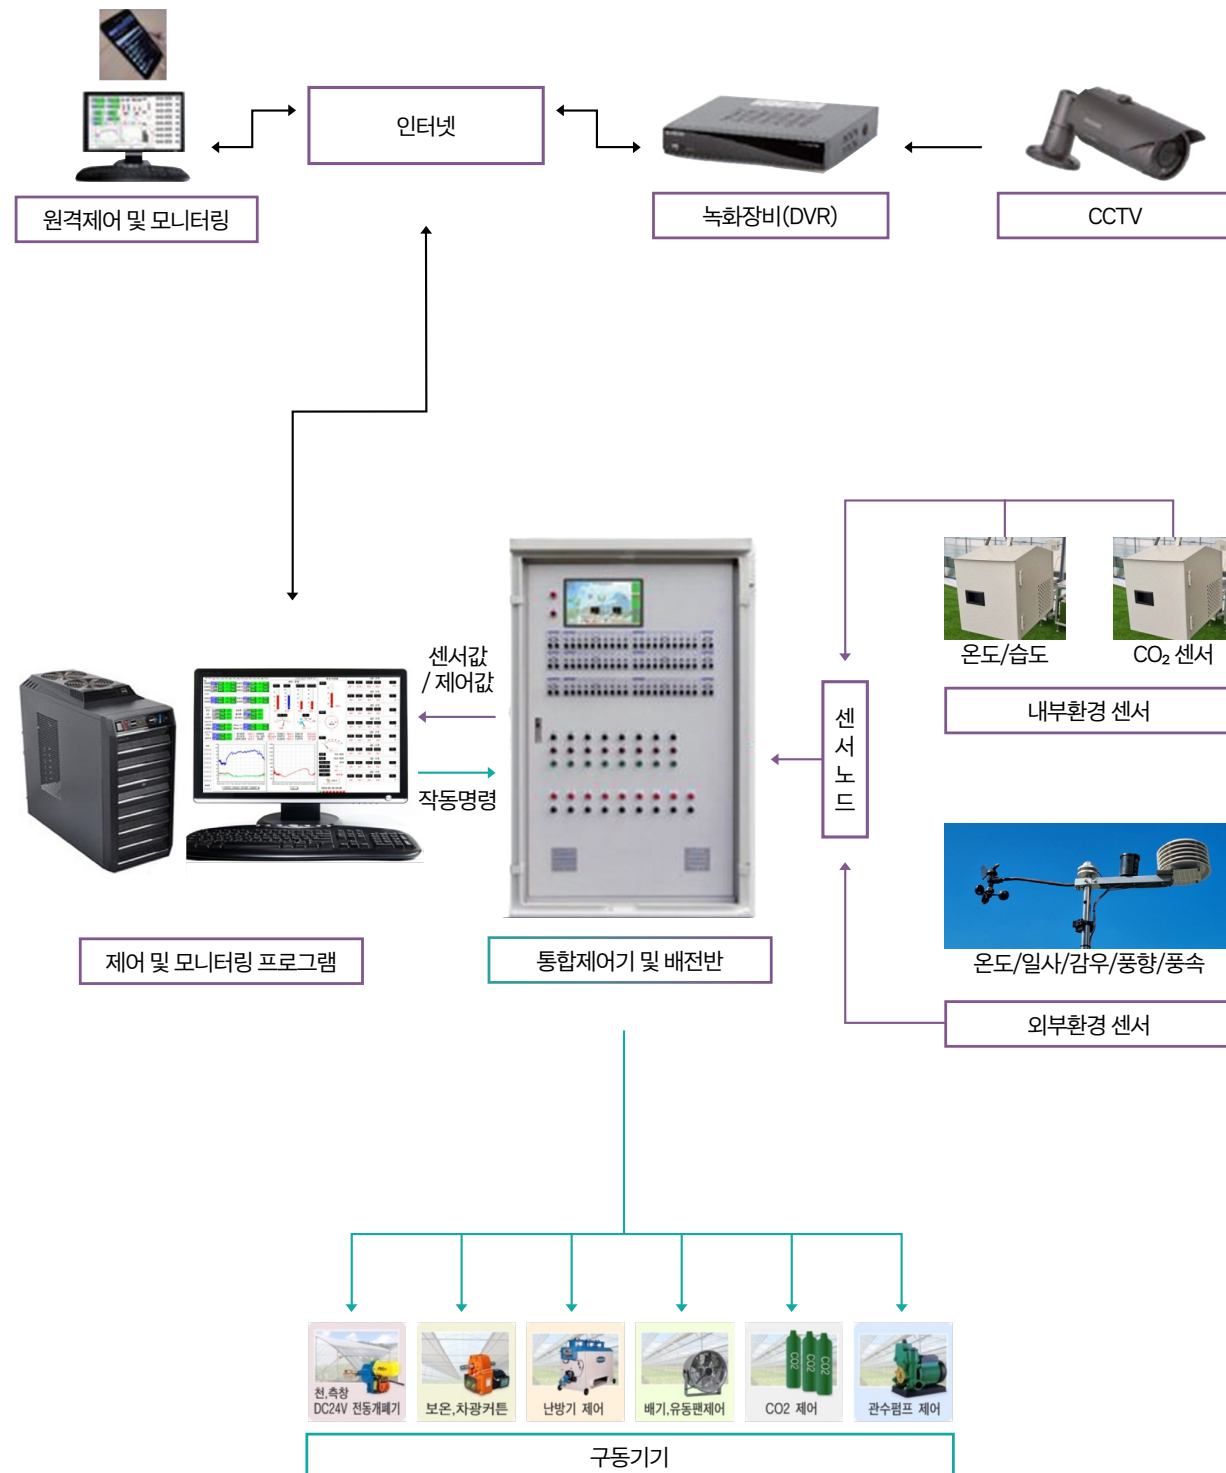 인터넷
원격제어 및 모니터링
녹화장비(DVR)
CCTV
온도/습도
CO₂ 센서
내부환경 센서
센서값
/ 제어값
작동명령
센
서
노
드
온도/일사/감우/풍향/풍속
외부환경 센서
제어 및 모니터링 프로그램
통합제어기 및 배전반
천,측창
DC24V 전동개폐기
보온,차광커튼
난방기 제어
배기,유동팬제어
CO2 CO2 CO2
CO2 제어
관수펌프 제어
구동기기